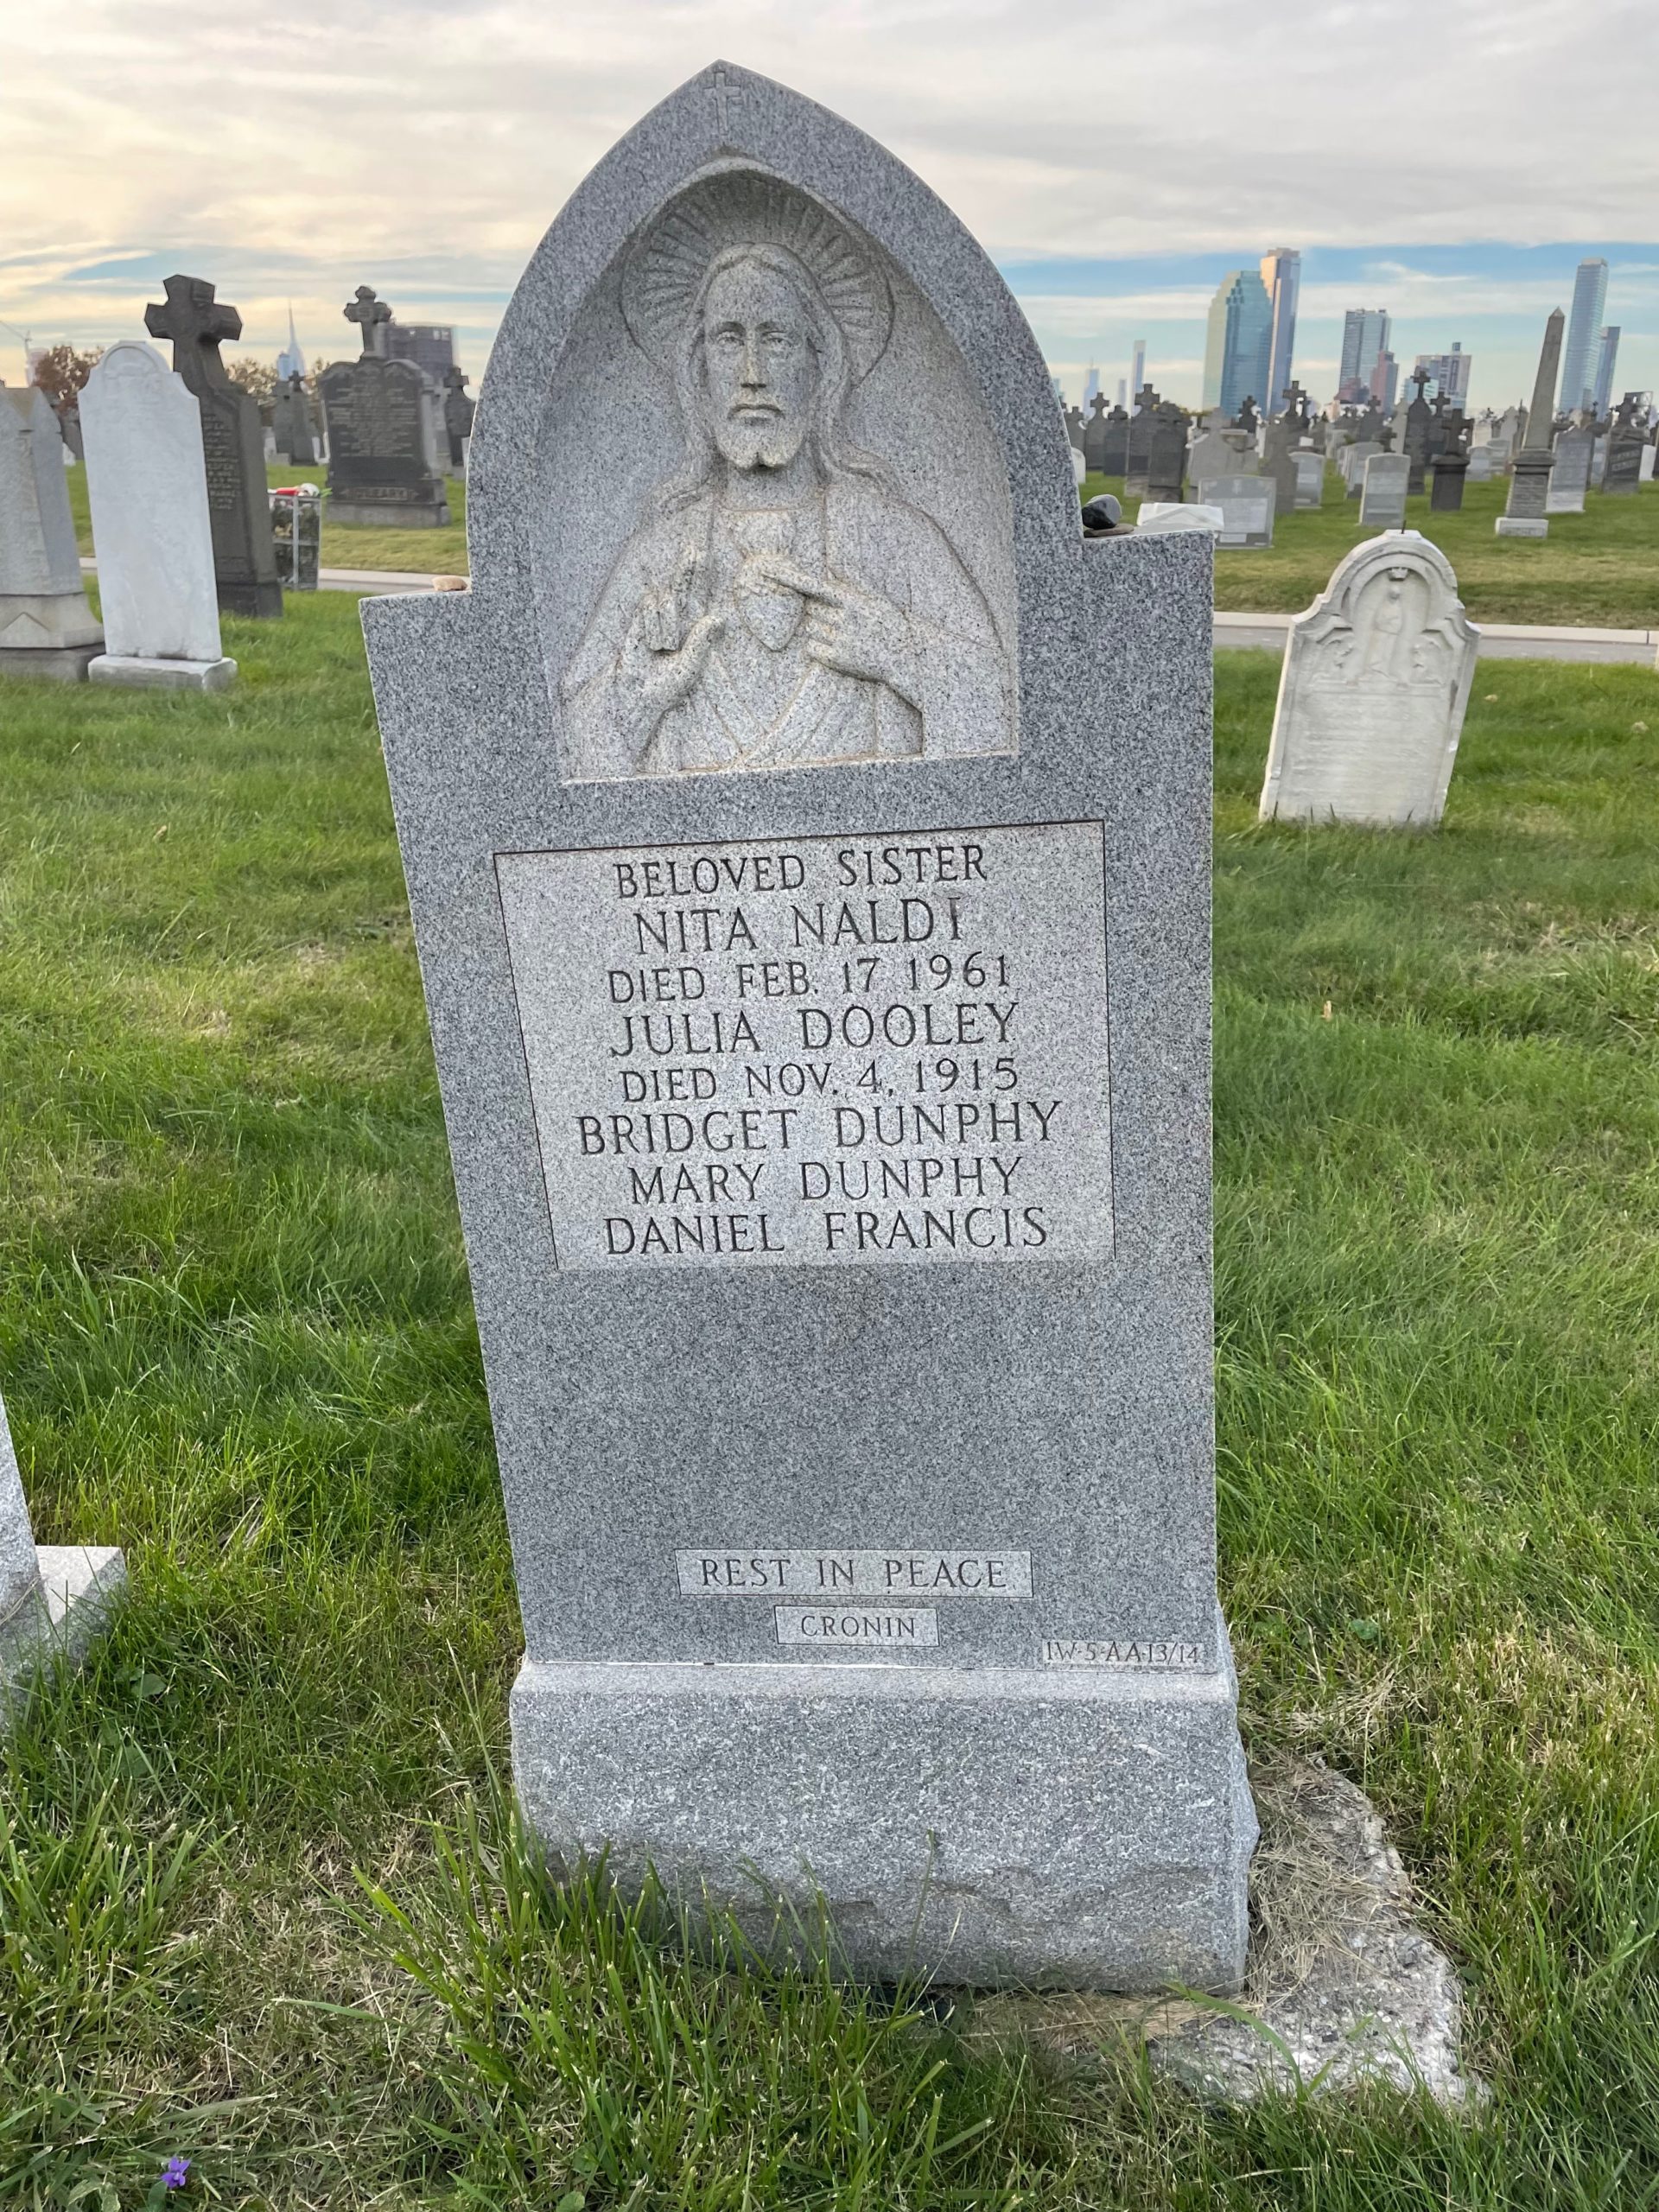 BELOVED SISTER
NITA NALDI
DIED FEB. 17 1961
JULIA DOOLEY
DIED NOV. 4, 1915
BRIDGET DUNPHY
MARY DUNPHY
DANIEL FRANCIS
REST IN PEACE
CRONIN
1W-5-AA-13/14